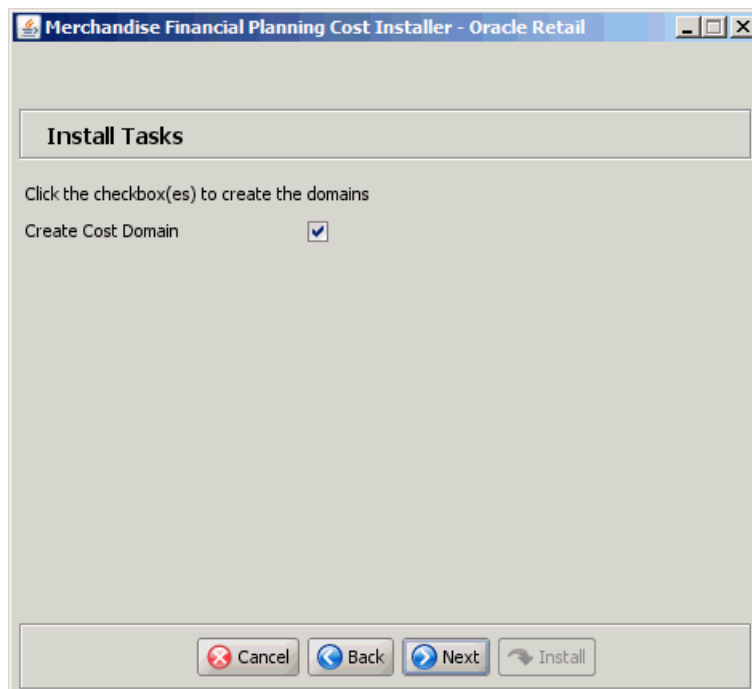 Merchandise Financial Planning Cost Installer - Oracle Retail
Install Tasks
Click the checkbox(es) to create the domains
Create Cost Domain
Cancel Back Next Install